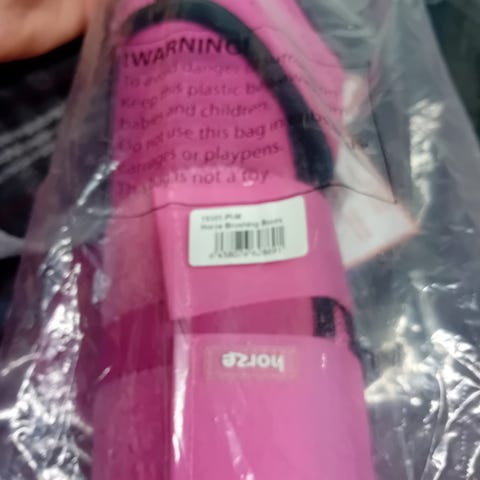 !WARNING!
To avoid danger
Keep this plastic
babies and children.
Do not use this bag in
carriages or playpens.
This bag is not a toy
Horze Brushing Boots
horze